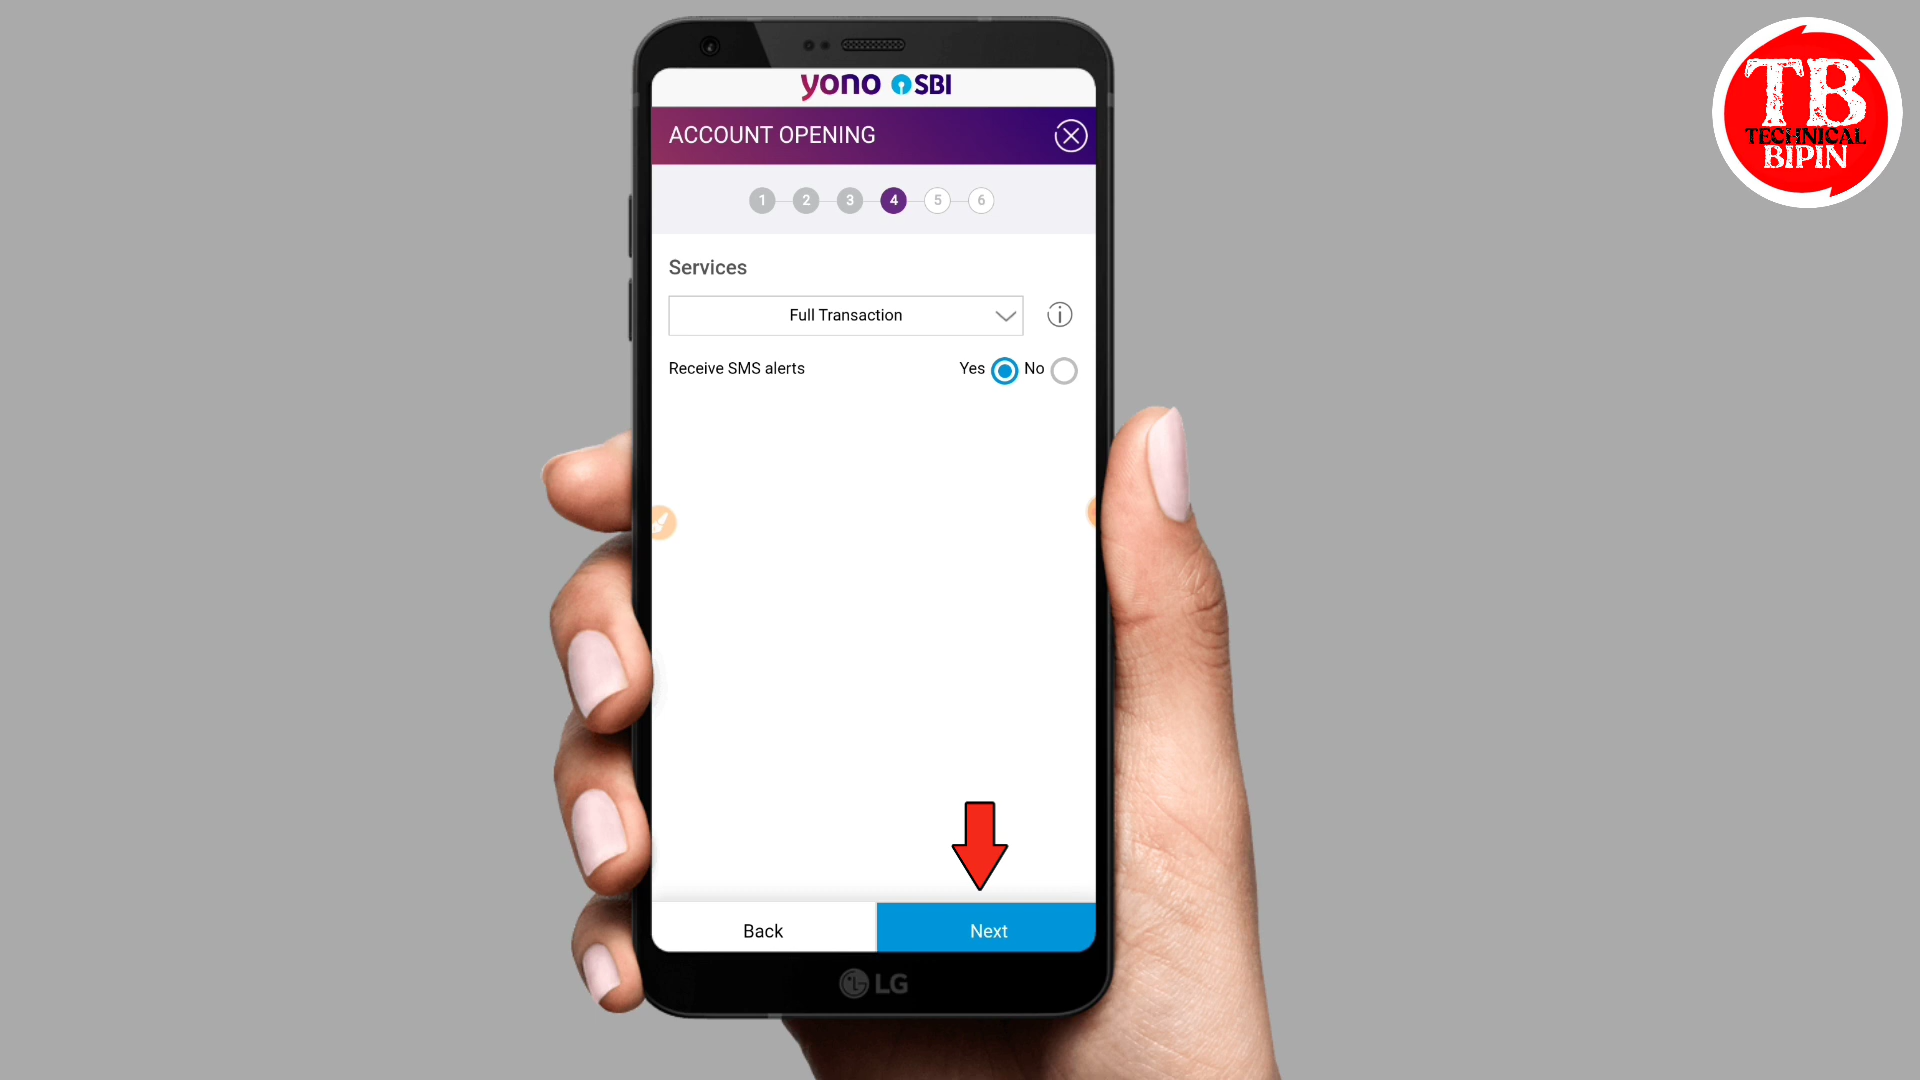 yono SBI
ACCOUNT OPENING
1 2 3 4 5 6
Services
Full Transaction
Receive SMS alerts Yes No
Back Next
LG
TB
TECHNICAL
BIPIN